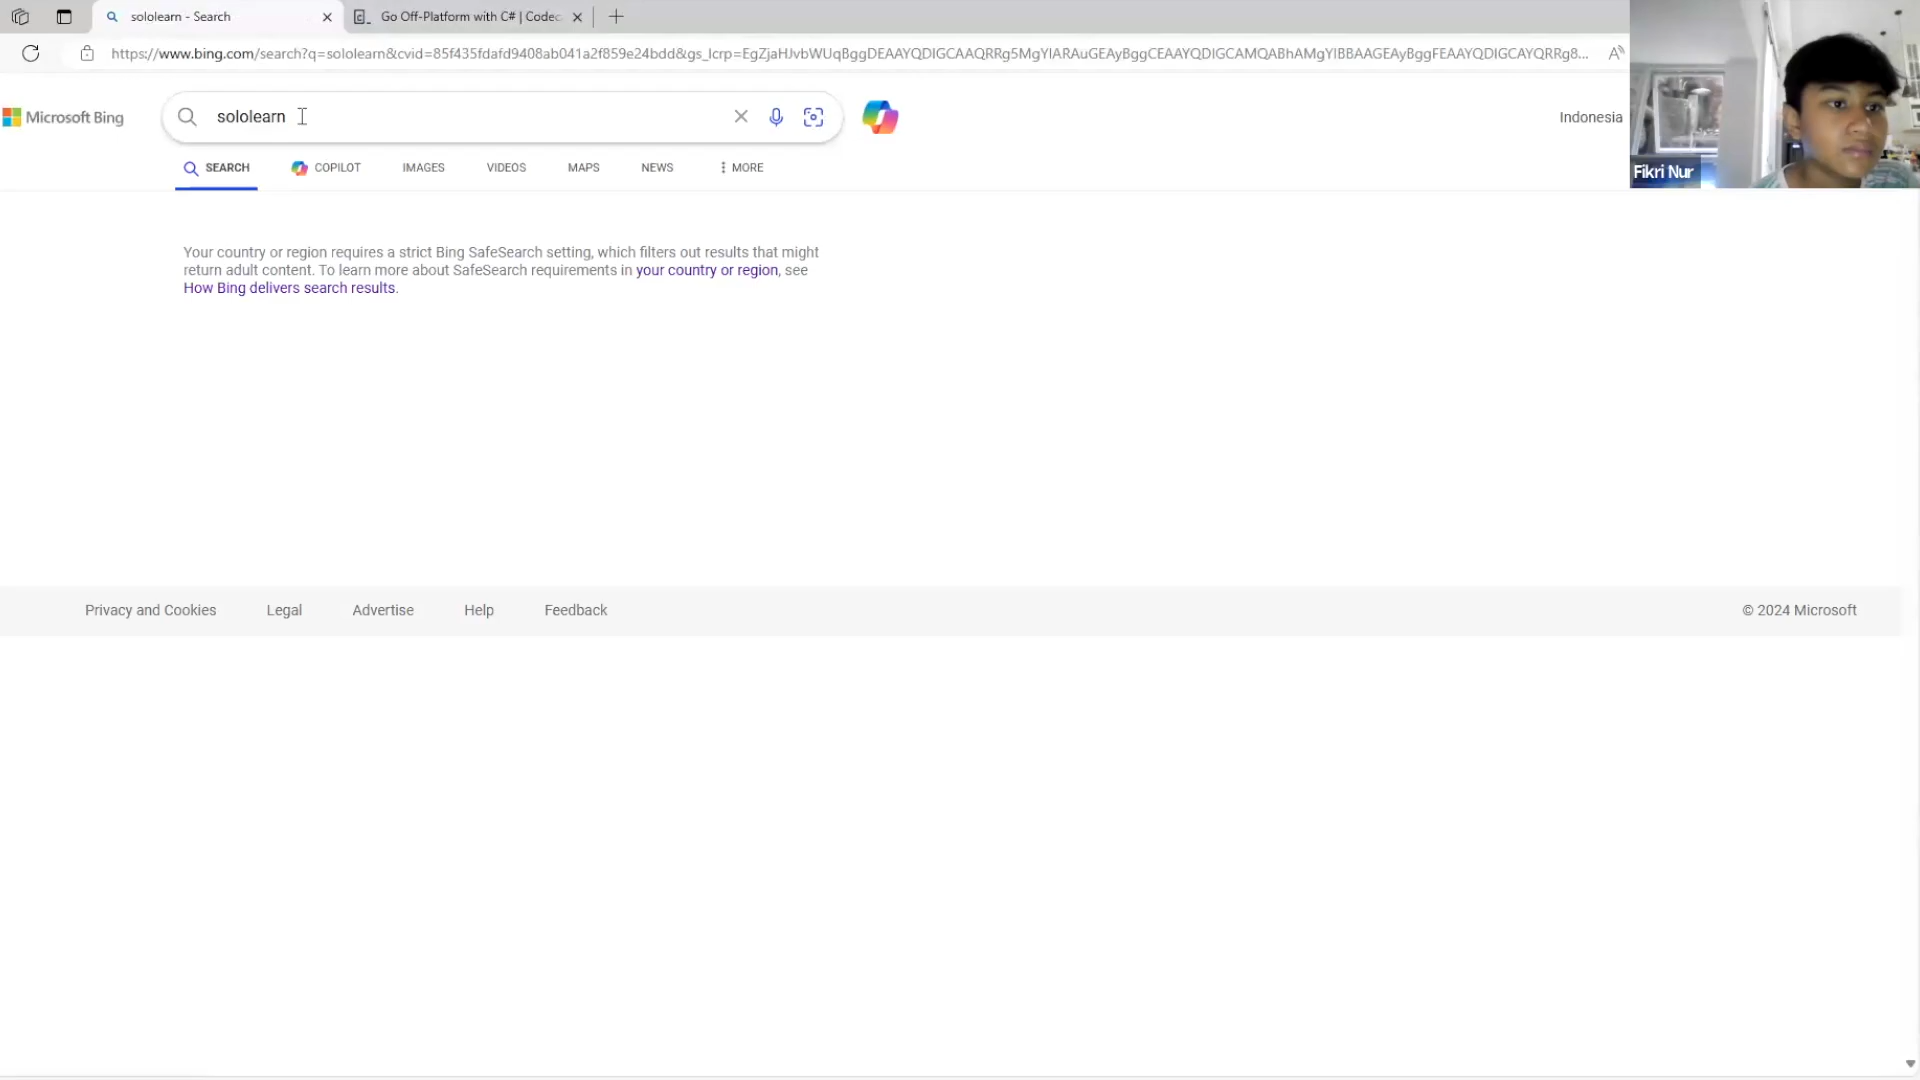 sololearn - Search
Go Off-Platform with C# | Codec
https://www.bing.com/search?q=sololearn&cvid=85f435fdafd9408ab041a2f859e24bdd&gs_lcrp=EgZjaHJvbWUqBggDEAAYQDIGCAAQRRg5MgYIARAuGEAyBggCEAAYQDIGCAMQABhAMgYIBBAAGEAyBggFEAAYQDIGCAYQRRg8...
Microsoft Bing
sololearn
Indonesia
SEARCH COPILOT IMAGES VIDEOS MAPS NEWS MORE
Fikri Nur
Your country or region requires a strict Bing SafeSearch setting, which filters out results that might
return adult content. To learn more about SafeSearch requirements in your country or region, see
How Bing delivers search results.
Privacy and Cookies Legal Advertise Help Feedback © 2024 Microsoft